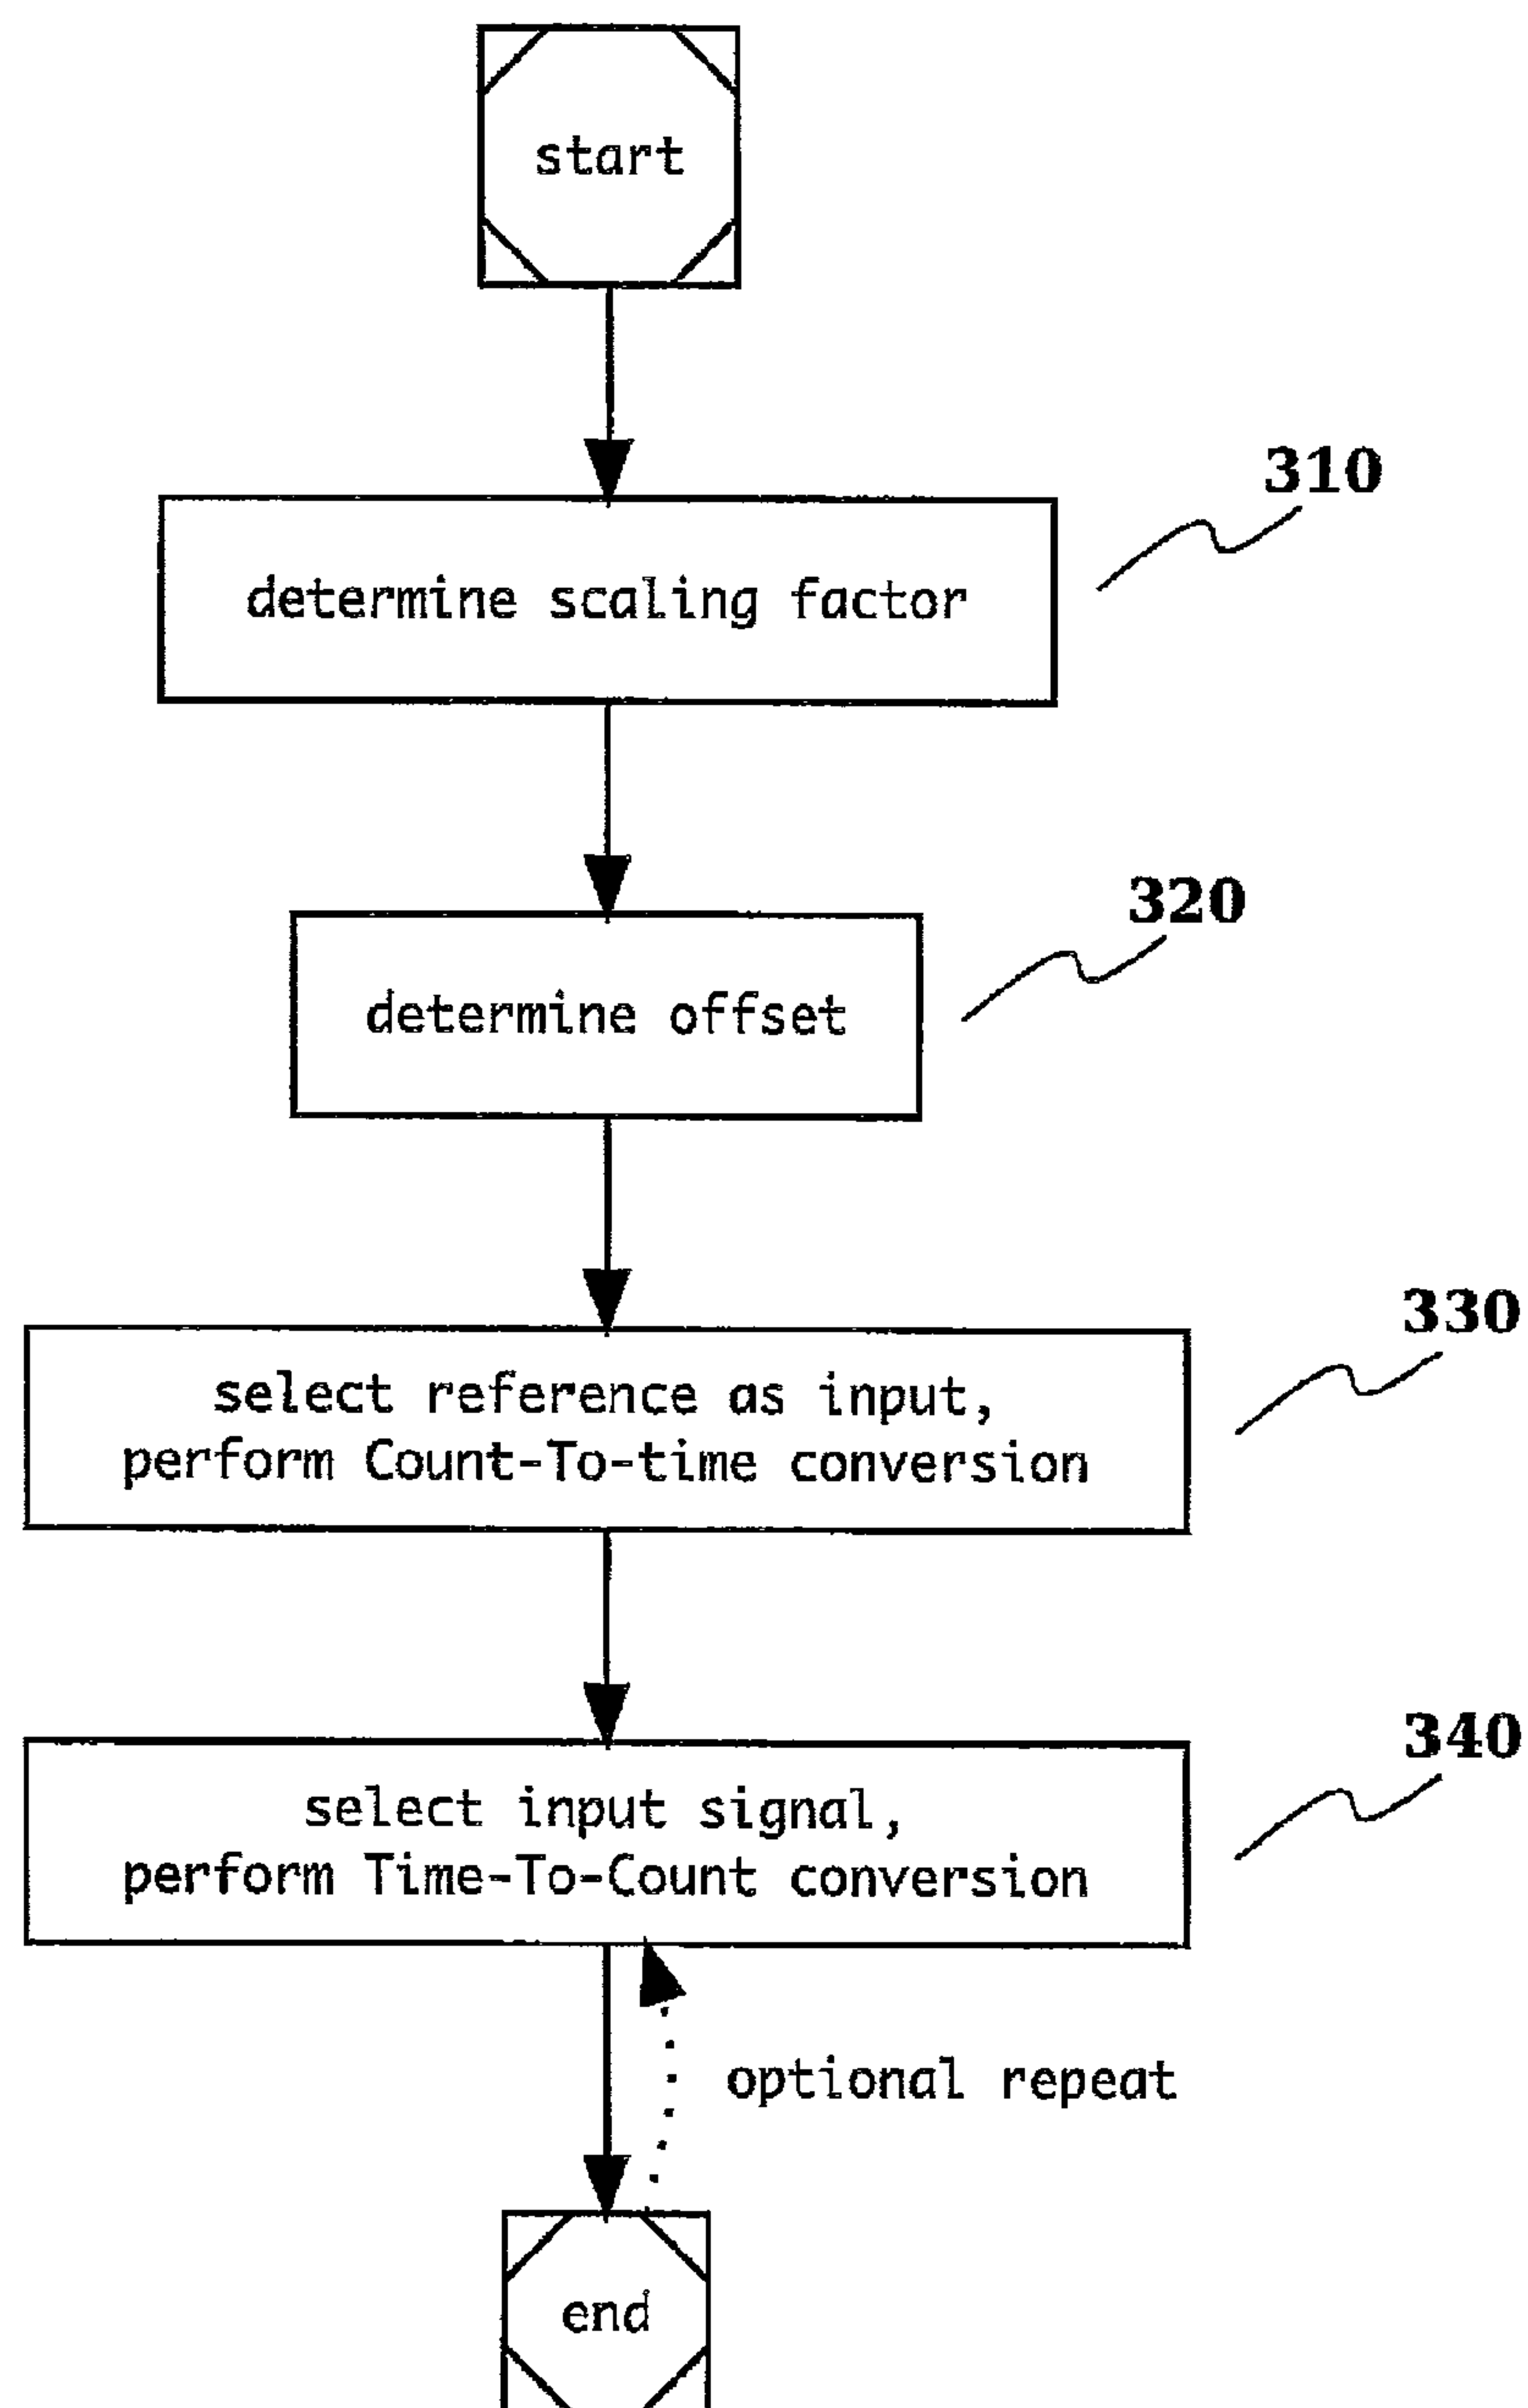 start
310
determine scaling factor
320
determine offset
330
select reference as input,
perform Count-To-time conversion
340
select input signal,
perform Time-To-Count conversion
optional repeat
end